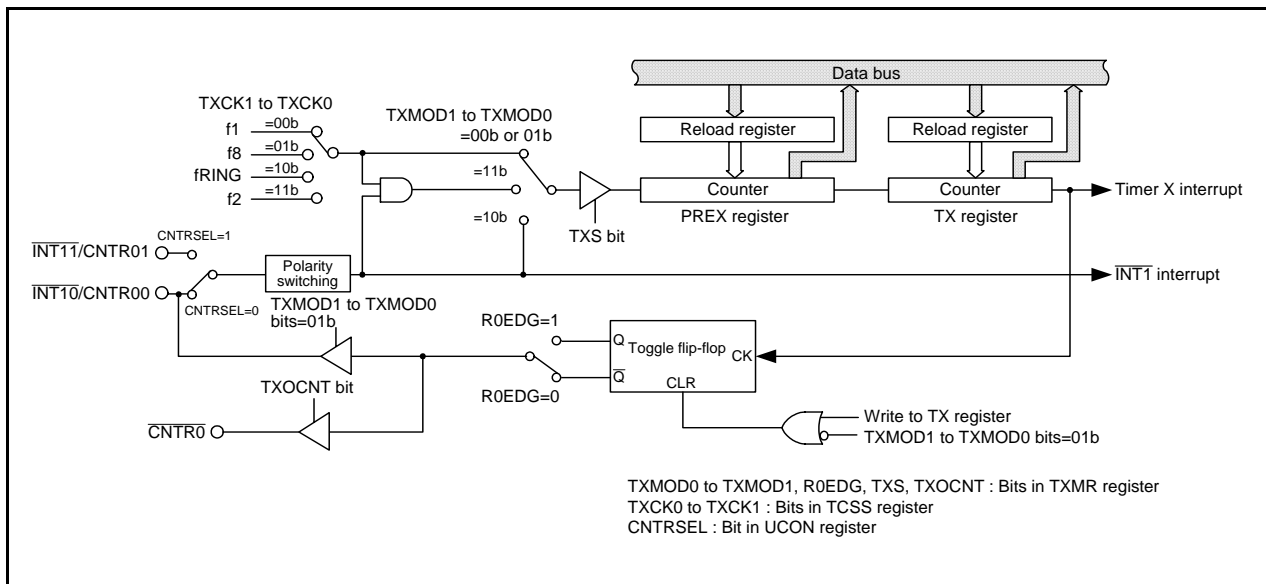 Data bus
TXCK1 to TXCK0
f1
=00b
f8
=01b
fRING
=10b
f2
=11b
TXMOD1 to TXMOD0
=00b or 01b
=11b
=10b
TXS bit
Reload register
Reload register
Counter
Counter
PREX register
TX register
Timer X interrupt
INT11/CNTR01
CNTRSEL=1
INT10/CNTR00
CNTRSEL=0
Polarity
switching
INT1 interrupt
TXMOD1 to TXMOD0
bits=01b
R0EDG=1
R0EDG=0
Q
Toggle flip-flop
CK
Q
CLR
TXOCNT bit
CNTR0
Write to TX register
TXMOD1 to TXMOD0 bits=01b
TXMOD0 to TXMOD1, R0EDG, TXS, TXOCNT : Bits in TXMR register
TXCK0 to TXCK1 : Bits in TCSS register
CNTRSEL : Bit in UCON register